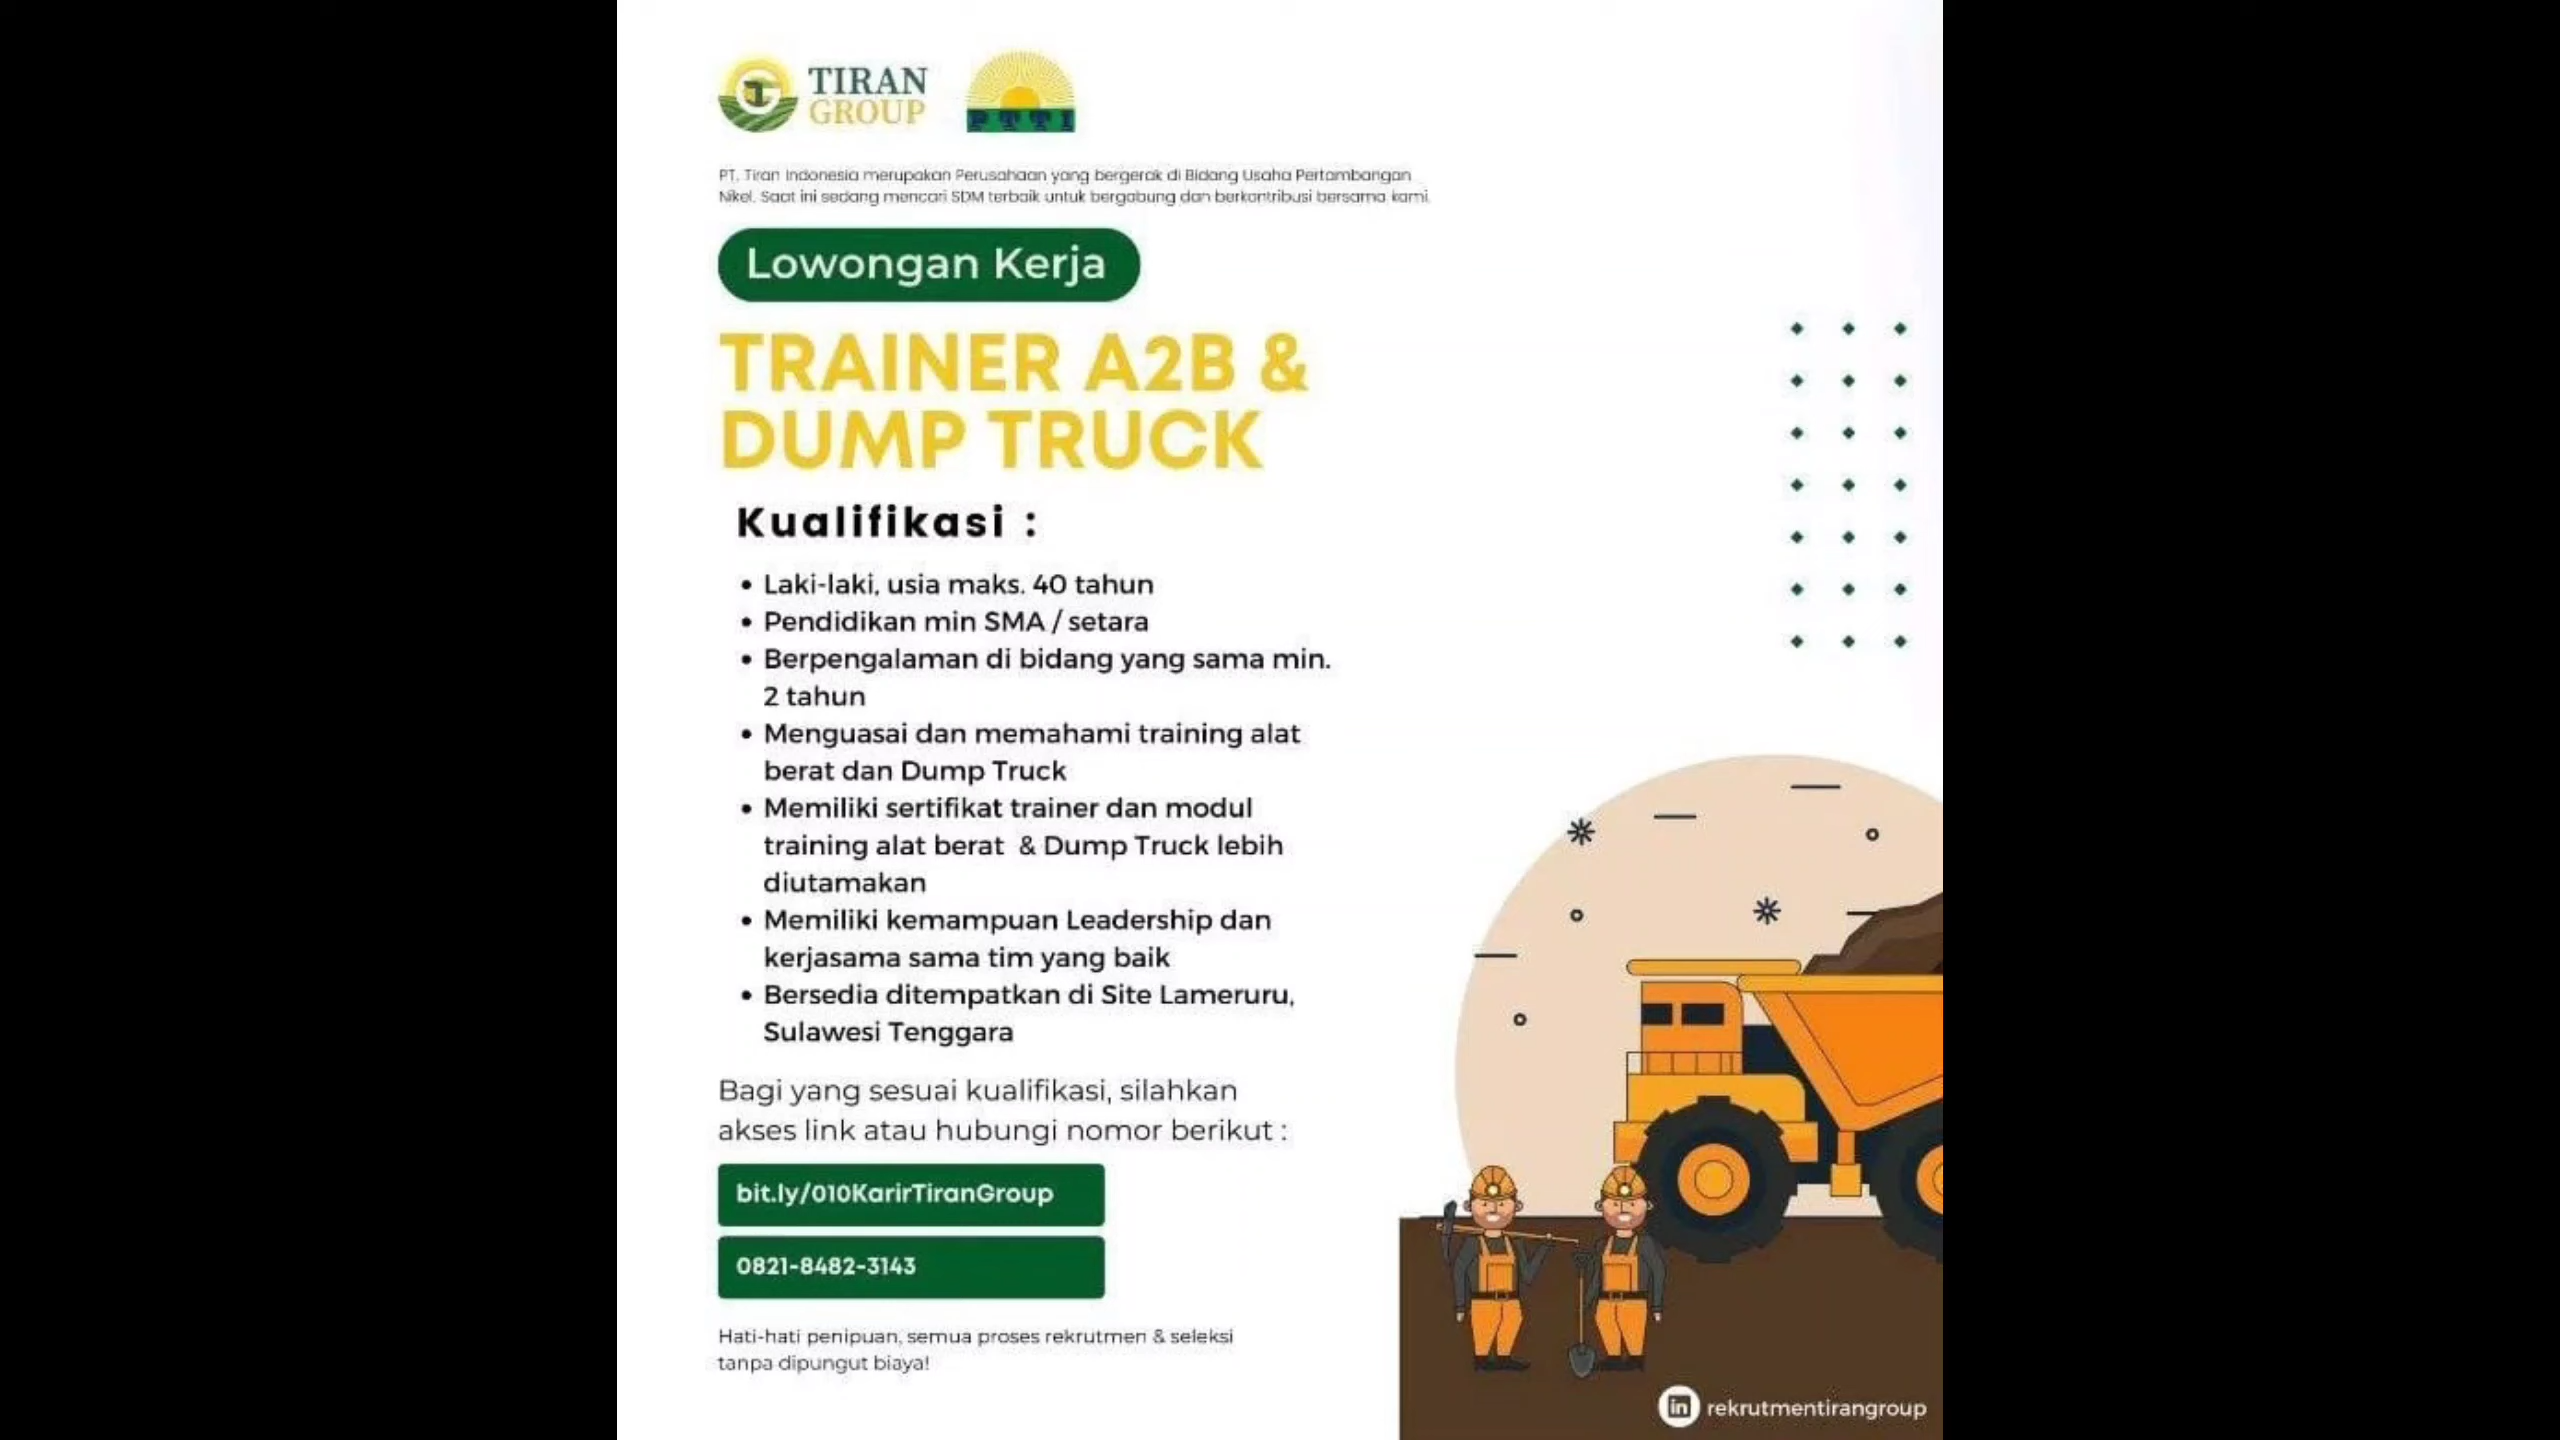 TIRAN
GROUP
PTTI
PT. Tiran Indonesia merupakan Perusahaan yang bergerak di Bidang Usaha Pertambangan
Nikel. Saat ini sedang mencari SDM terbaik untuk bergabung dan berkontribusi bersama kami.
Lowongan Kerja
TRAINER A2B &
DUMP TRUCK
Kualifikasi :
• Laki-laki, usia maks. 40 tahun
• Pendidikan min SMA / setara
• Berpengalaman di bidang yang sama min.
2 tahun
• Menguasai dan memahami training alat
berat dan Dump Truck
• Memiliki sertifikat trainer dan modul
training alat berat & Dump Truck lebih
diutamakan
• Memiliki kemampuan Leadership dan
kerjasama sama tim yang baik
• Bersedia ditempatkan di Site Lameruru,
Sulawesi Tenggara
Bagi yang sesuai kualifikasi, silahkan
akses link atau hubungi nomor berikut :
bit.ly/010KarirTiranGroup
0821-8482-3143
Hati-hati penipuan, semua proses rekrutmen & seleksi
tanpa dipungut biaya!
in rekrutmentirangroup